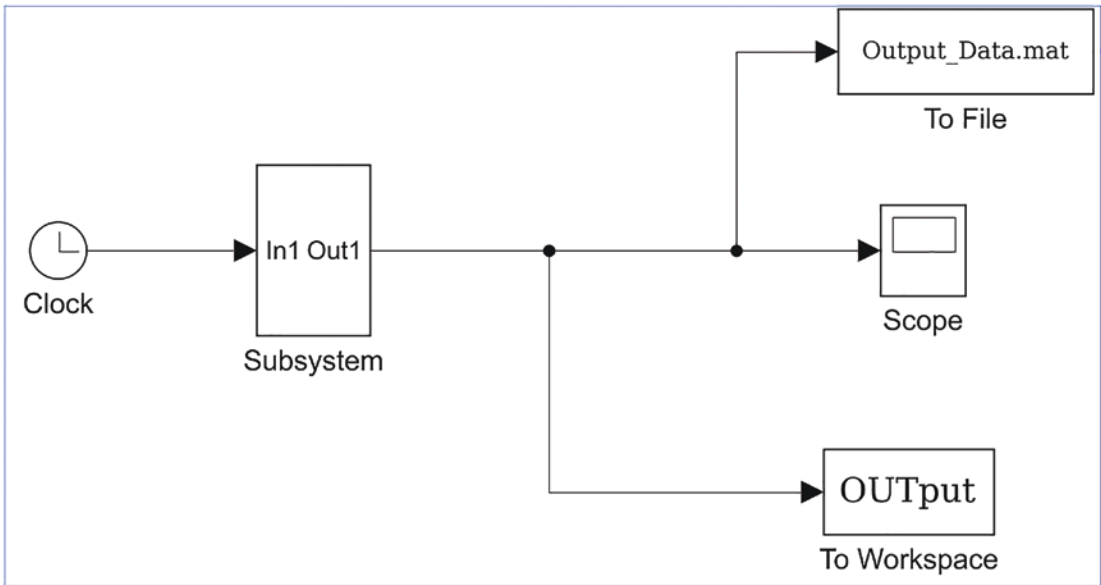 Output_Data.mat
To File
In1 Out1
Clock
Scope
Subsystem
OUTput
To Workspace